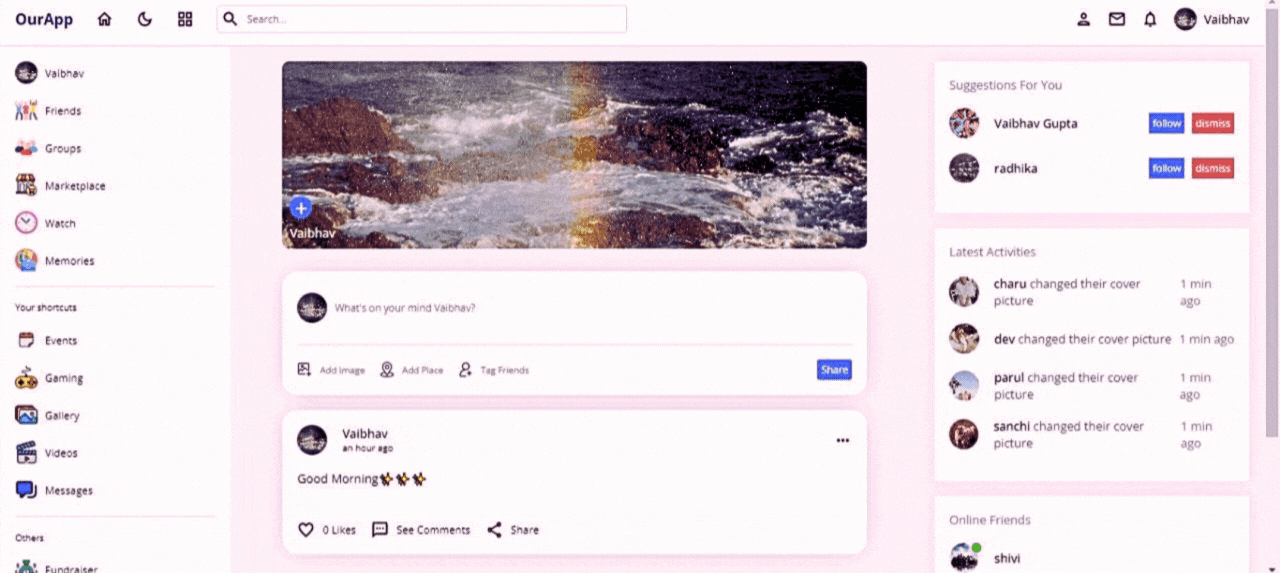 OurApp
Search...
Vaibhav
Vaibhav
Friends
Groups
Marketplace
Watch
Memories
Your shortcuts
Events
Gaming
Gallery
Videos
Messages
Others
Fundraiser
Vaibhav
What's on your mind Vaibhav?
Add Image Add Place Tag Friends Share
Vaibhav
an hour ago
Good Morning✨✨✨
0 Likes See Comments Share
Suggestions For You
Vaibhav Gupta follow dismiss
radhika follow dismiss
Latest Activities
charu changed their cover 1 min
picture ago
dev changed their cover picture 1 min ago
parul changed their cover 1 min
picture ago
sanchi changed their cover 1 min
picture ago
Online Friends
shivi